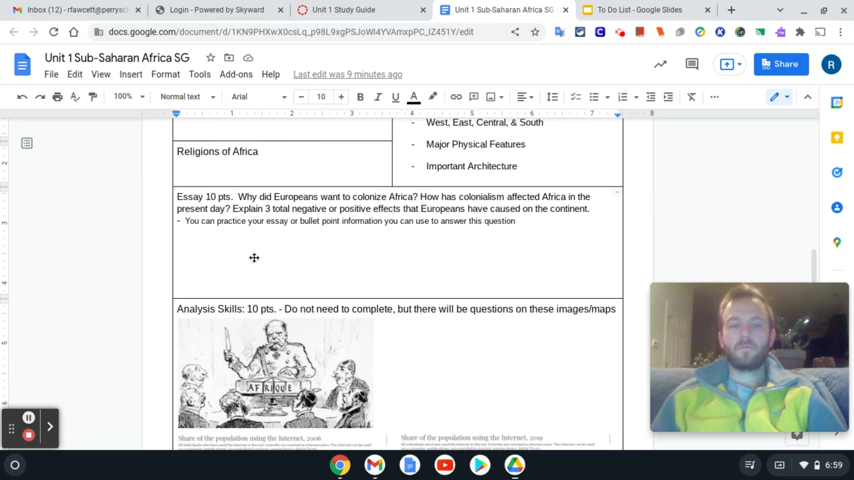 Inbox (12) - rfawcett@perrysch
Login - Powered by Skyward
Unit 1 Study Guide
Unit 1 Sub-Saharan Africa SG
To Do List - Google Slides
docs.google.com/document/d/1KN9PHXwX0csLq_p98L9xgPSJoWI4YVAmxpPC_IZ451Y/edit
Unit 1 Sub-Saharan Africa SG
File Edit View Insert Format Tools Add-ons Help Last edit was 9 minutes ago
Share
R
100% Normal text Arial 10
B I U A
1 2 3 4 5 6 7 8
- West, East, Central, & South
Religions of Africa
- Major Physical Features
- Important Architecture
Essay 10 pts. Why did Europeans want to colonize Africa? How has colonialism affected Africa in the
present day? Explain 3 total negative or positive effects that Europeans have caused on the continent.
- You can practice your essay or bullet point information you can use to answer this question
Analysis Skills: 10 pts. - Do not need to complete, but there will be questions on these images/maps
AFRIQUE
Share of the population using the Internet, 2006
Share of the population using the Internet, 2019
6:59